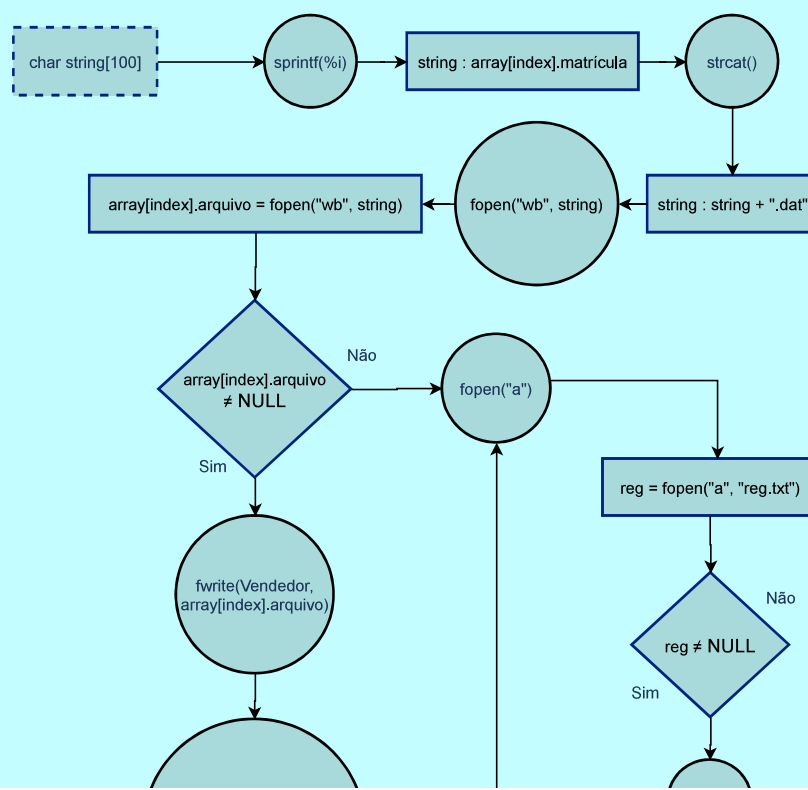 char string[100]
sprintf(%i)
string : array[index].matrícula
strcat()
array[index].arquivo = fopen("wb", string)
fopen("wb", string)
string : string + ".dat"
Não
array[index].arquivo
≠ NULL
fopen("a")
Sim
reg = fopen("a", "reg.txt")
fwrite(Vendedor,
array[index].arquivo)
Não
reg ≠ NULL
Sim